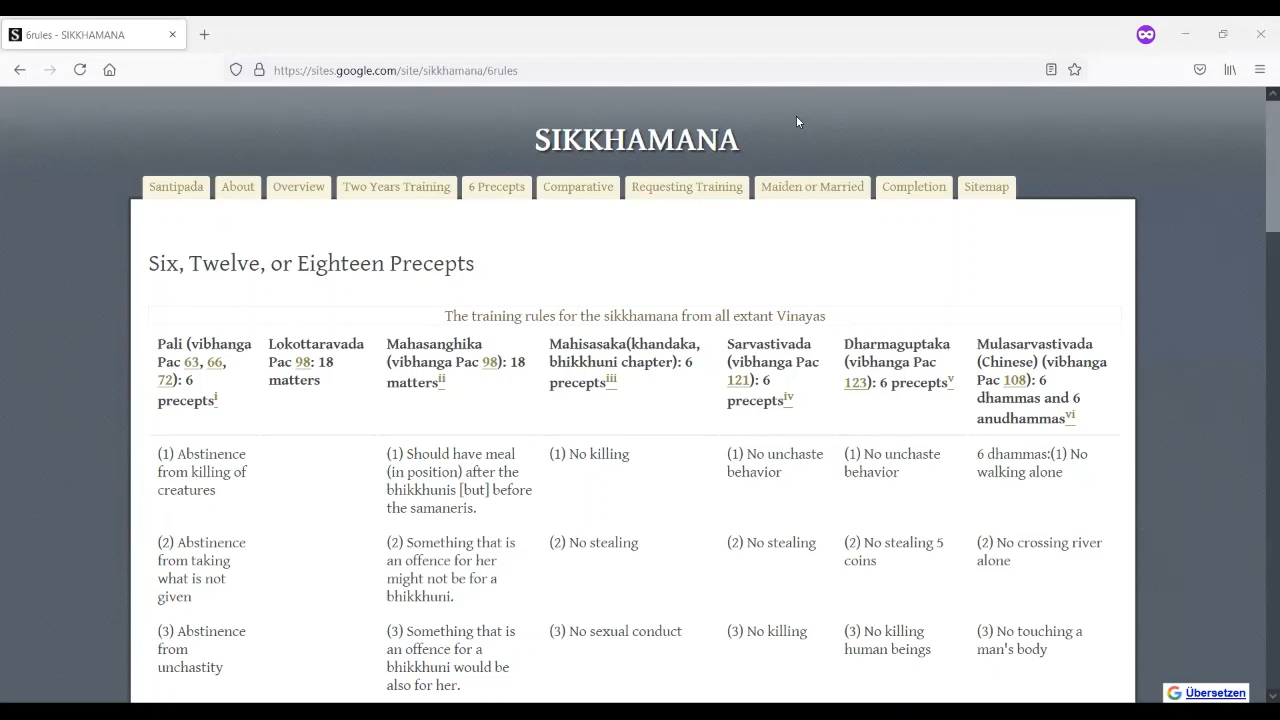 6rules - SIKKHAMANA
https://sites.google.com/site/sikkhamana/6rules
SIKKHAMANA
Santipada
About
Overview
Two Years Training
6 Precepts
Comparative
Requesting Training
Maiden or Married
Completion
Sitemap
Six, Twelve, or Eighteen Precepts
The training rules for the sikkhamana from all extant Vinayas
Pali (vibhanga
Pac 63, 66,
72): 6
preceptsi
Lokottaravada
Pac 98: 18
matters
Mahasanghika
(vibhanga Pac 98): 18
mattersii
Mahisasaka(khandaka,
bhikkhuni chapter): 6
preceptsiii
Sarvastivada
(vibhanga Pac
121): 6
preceptsiv
Dharmaguptaka
(vibhanga Pac
123): 6 preceptsv
Mulasarvastivada
(Chinese) (vibhanga
Pac 108): 6
dhammas and 6
anudhammasvi
(1) Abstinence
from killing of
creatures
(1) Should have meal
(in position) after the
bhikkhunis [but] before
the samaneris.
(1) No killing
(1) No unchaste
behavior
(1) No unchaste
behavior
6 dhammas:(1) No
walking alone
(2) Abstinence
from taking
what is not
given
(2) Something that is
an offence for her
might not be for a
bhikkhuni.
(2) No stealing
(2) No stealing
(2) No stealing 5
coins
(2) No crossing river
alone
(3) Abstinence
from
unchastity
(3) Something that is
an offence for a
bhikkhuni would be
also for her.
(3) No sexual conduct
(3) No killing
(3) No killing
human beings
(3) No touching a
man's body
Übersetzen